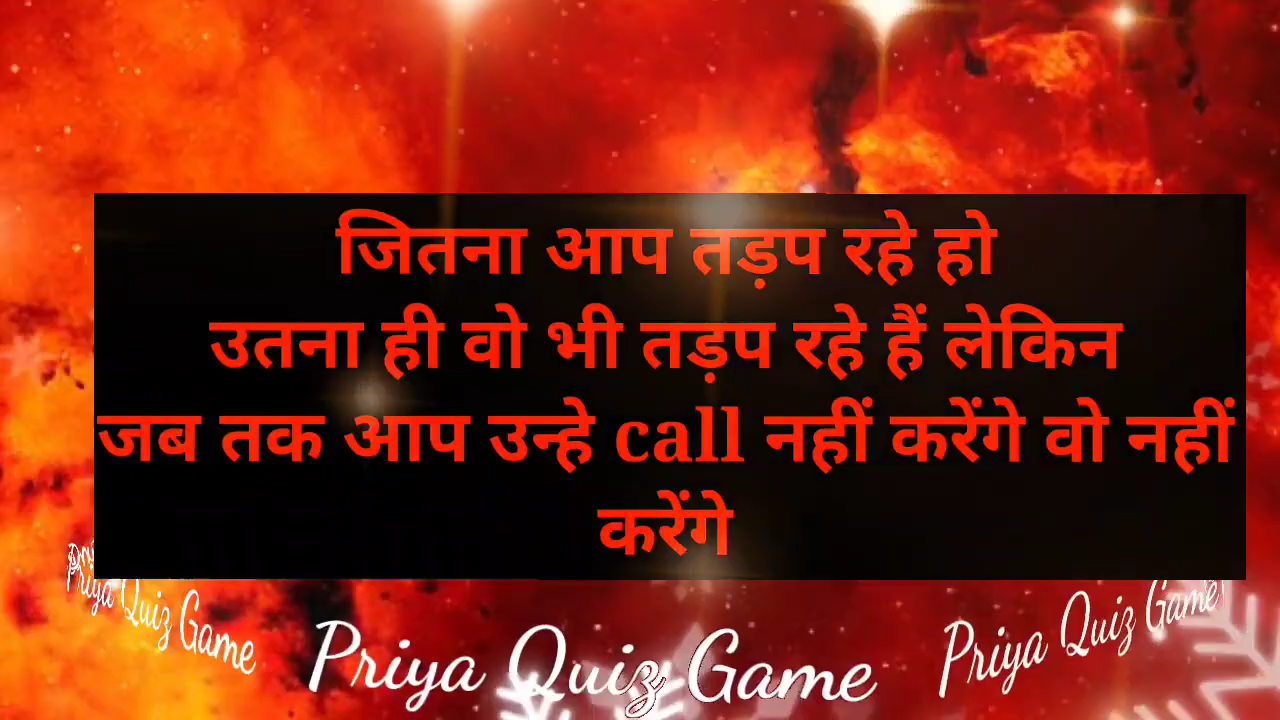 जितना आप तड़प रहे हो
उतना ही वो भी तड़प रहे हैं लेकिन
जब तक आप उन्हे call नहीं करेंगे वो नहीं
करेंगे
Priya Quiz Game
Priya Quiz Game
Priya Quiz Game